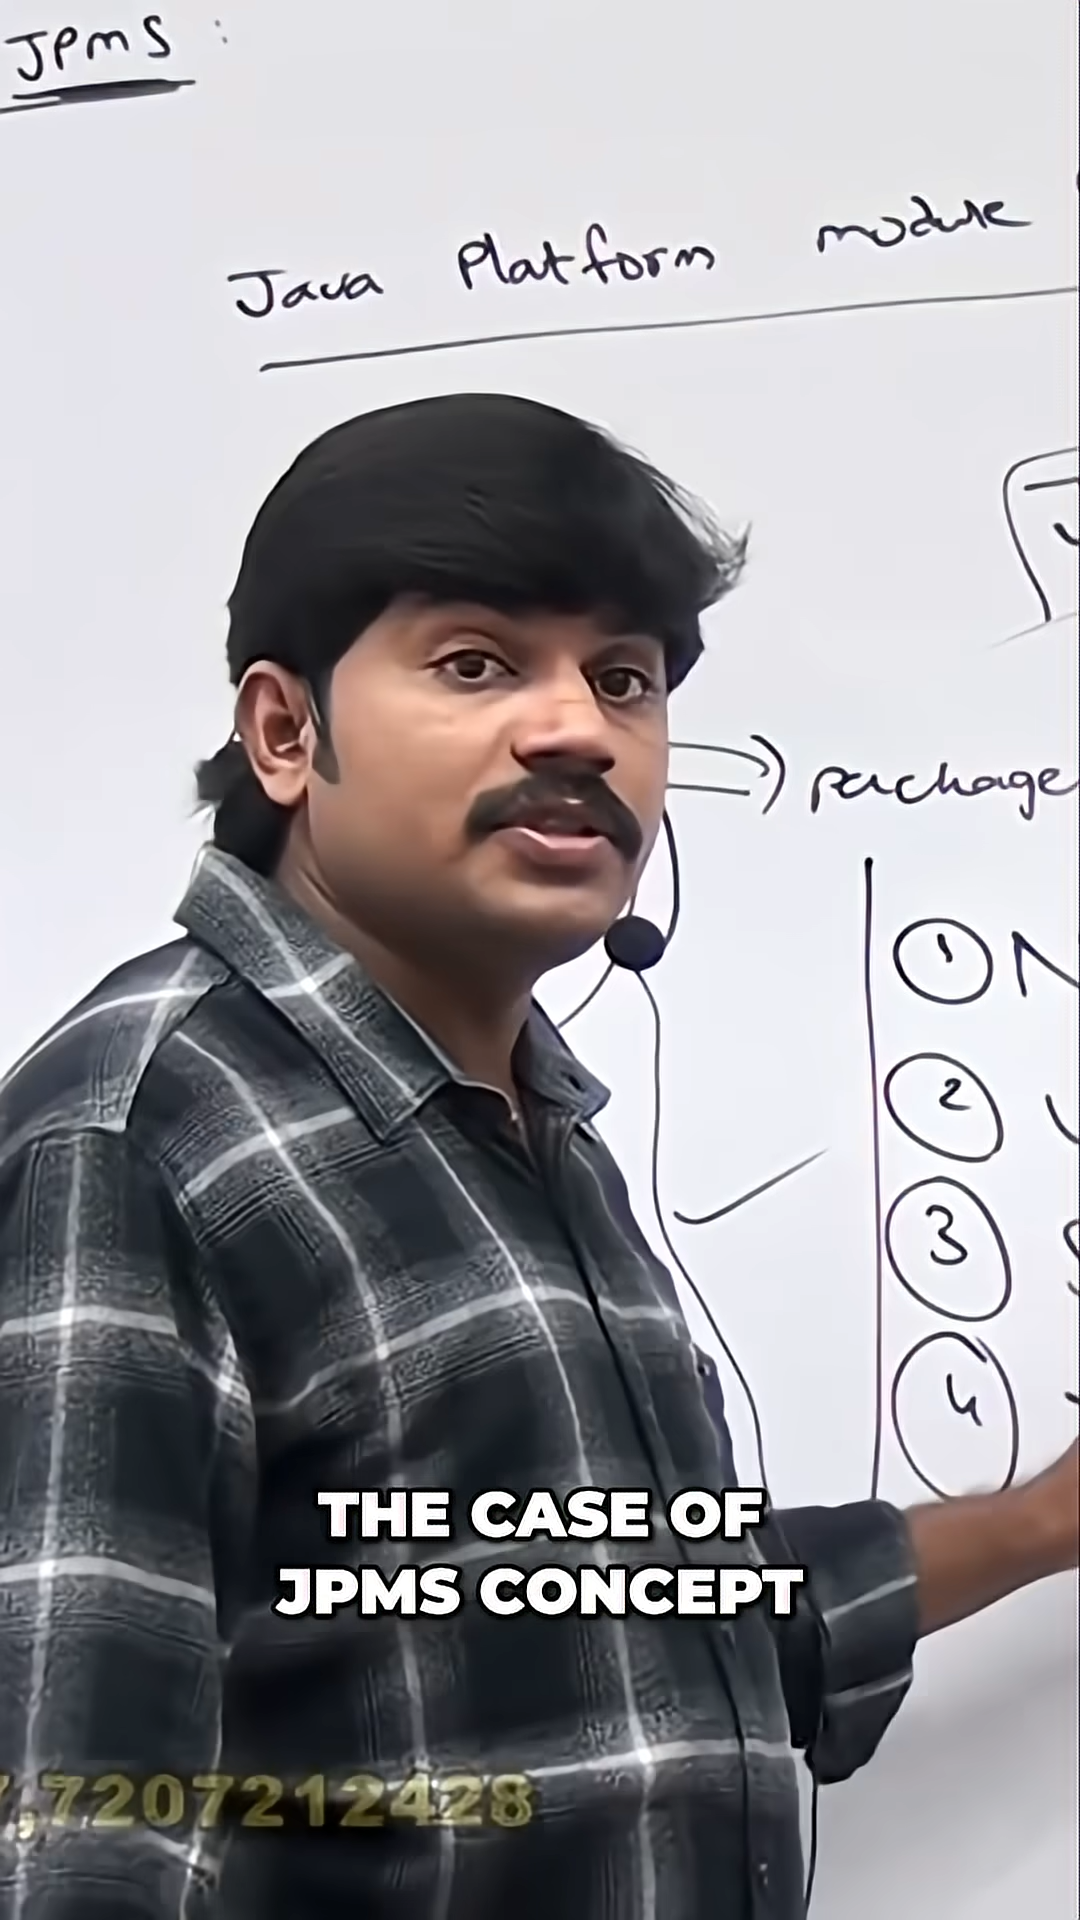 JPMS :
Java Platform module
package
1
2
3
4
THE CASE OF
JPMS CONCEPT
,7207212428